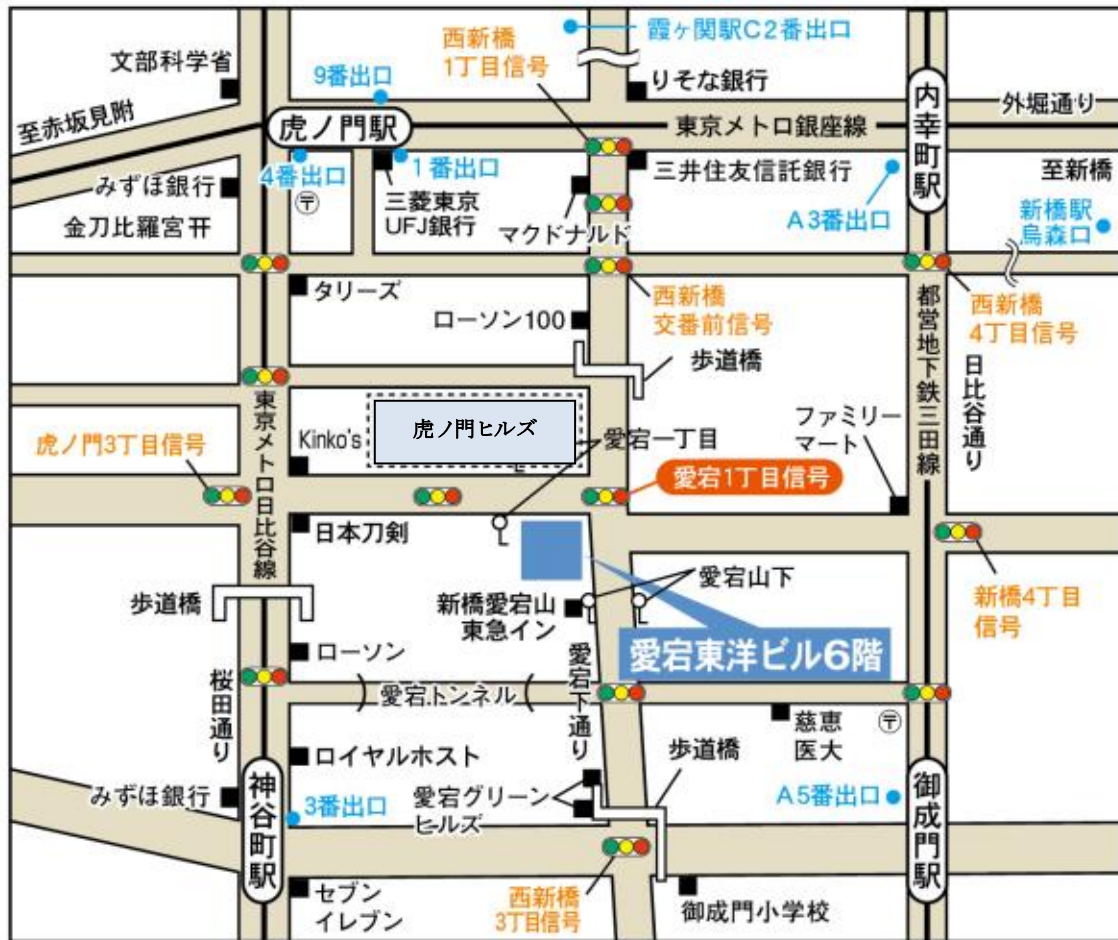 西新橋
1丁目信号
霞ヶ関駅C2番出口
文部科学省
9番出口
りそな銀行
内幸町駅
外堀通り
至赤坂見附
虎ノ門駅
東京メトロ銀座線
みずほ銀行
4番出口
〒
1番出口
三菱東京
UFJ銀行
三井住友信託銀行
A3番出口
至新橋
新橋駅
烏森口
金刀比羅宮
マクドナルド
タリーズ
西新橋
交番前信号
西新橋
4丁目信号
ローソン100
歩道橋
都営地下鉄三田線
日比谷通り
東京メトロ日比谷線
虎ノ門ヒルズ
ファミリー
マート
虎ノ門3丁目信号
Kinko's
愛宕一丁目
愛宕1丁目信号
日本刀剣
愛宕山下
新橋4丁目
信号
歩道橋
新橋愛宕山
東急イン
愛宕東洋ビル6階
ローソン
桜田通り
愛宕トンネル
愛宕下通り
慈恵
医大
〒
ロイヤルホスト
歩道橋
みずほ銀行
神谷町駅
3番出口
愛宕グリーン
ヒルズ
A5番出口
御成門駅
セブン
イレブン
西新橋
3丁目信号
御成門小学校